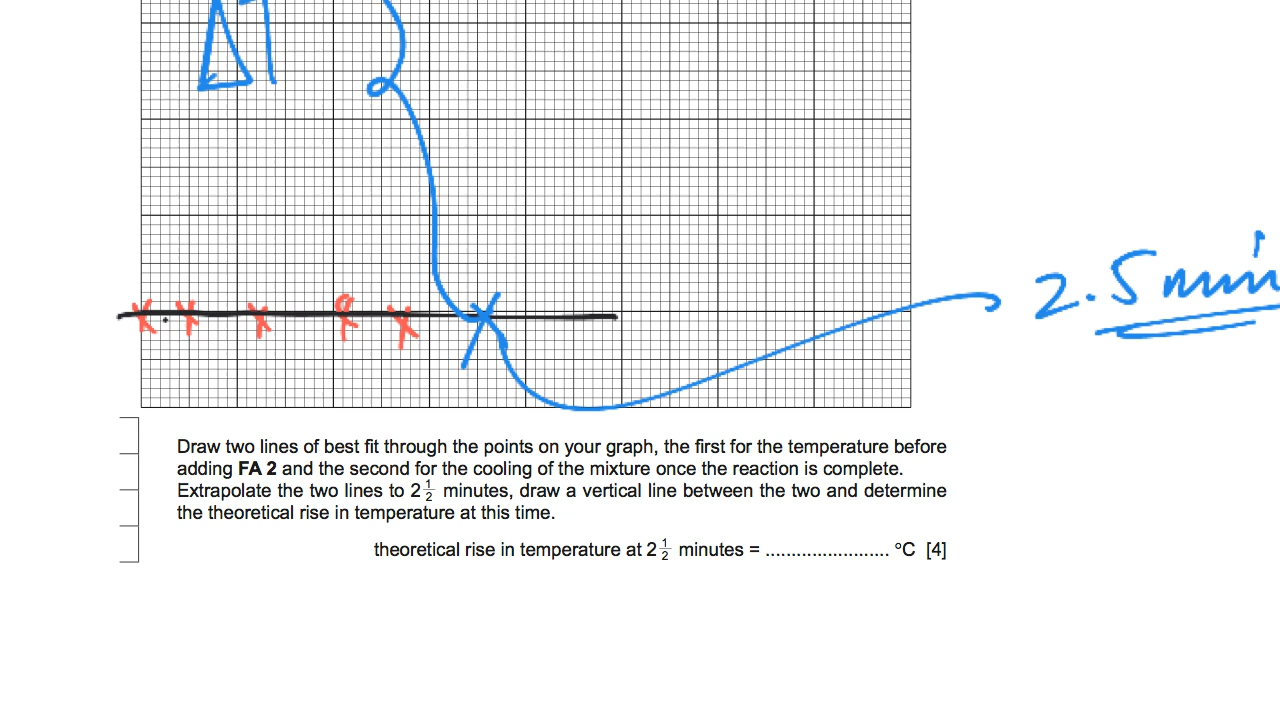 ΔT
2.5 min
Draw two lines of best fit through the points on your graph, the first for the temperature before
adding FA 2 and the second for the cooling of the mixture once the reaction is complete.
Extrapolate the two lines to 2 1/2 minutes, draw a vertical line between the two and determine
the theoretical rise in temperature at this time.
theoretical rise in temperature at 2 1/2 minutes = ........................ °C [4]